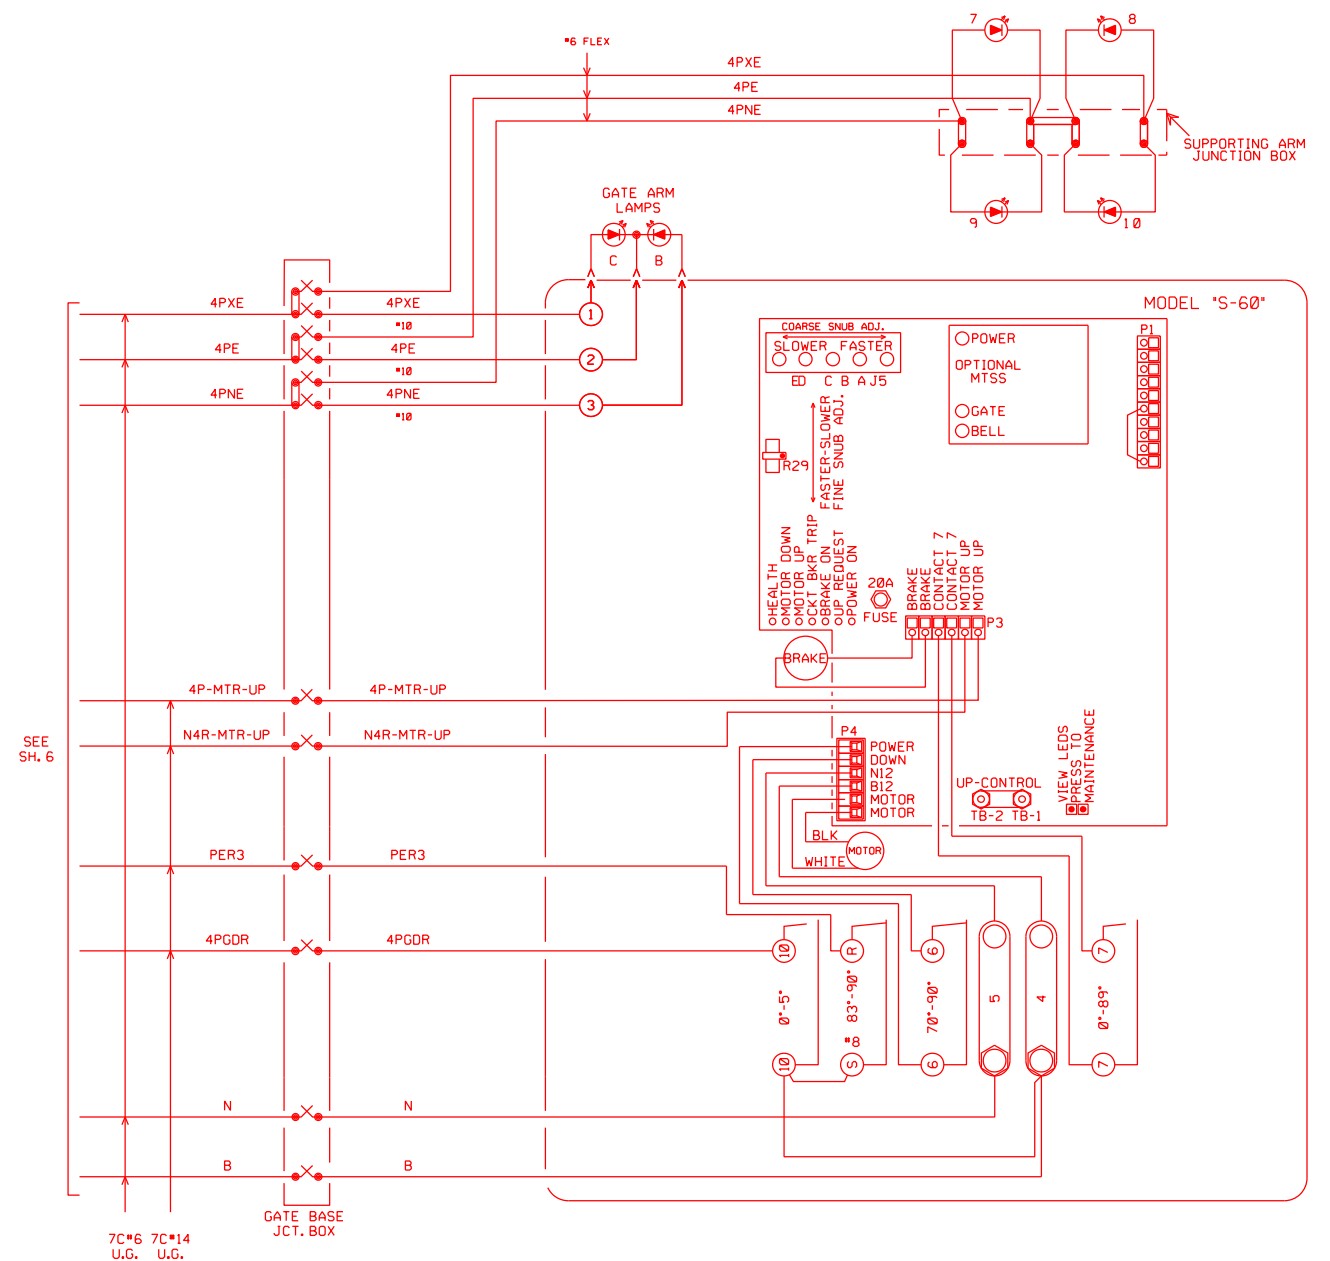 7
8
"6 FLEX
4PXE
4PE
4PNE
SUPPORTING ARM
JUNCTION BOX
9
10
GATE ARM
LAMPS
C
B
MODEL "S-60"
4PXE
4PXE
"10
1
4PE
4PE
"10
2
4PNE
4PNE
"10
3
COARSE SNUB ADJ.
SLOWER FASTER
ED C B A J5
FASTER-SLOWER
FINE SNUB ADJ.
R29
POWER
OPTIONAL
MTSS
GATE
BELL
P1
HEALTH
MOTOR DOWN
MOTOR UP
CKT BKR TRIP
BRAKE ON
UP REQUEST
POWER ON
20A
FUSE
BRAKE
BRAKE
CONTACT 7
CONTACT 7
MOTOR UP
MOTOR UP
P3
BRAKE
4P-MTR-UP
4P-MTR-UP
N4R-MTR-UP
N4R-MTR-UP
SEE
SH. 6
P4
POWER
DOWN
N12
B12
MOTOR
MOTOR
UP-CONTROL
TB-2 TB-1
VIEW LEDS
PRESS TO
MAINTENANCE
BLK
WHITE
MOTOR
PER3
PER3
4PGDR
4PGDR
10
R
6
7
0°-5°
83°-90°
70°-90°
5
4
0°-89°
"8
10
S
6
7
N
N
B
B
GATE BASE
JCT. BOX
7C"6 7C"14
U.G. U.G.